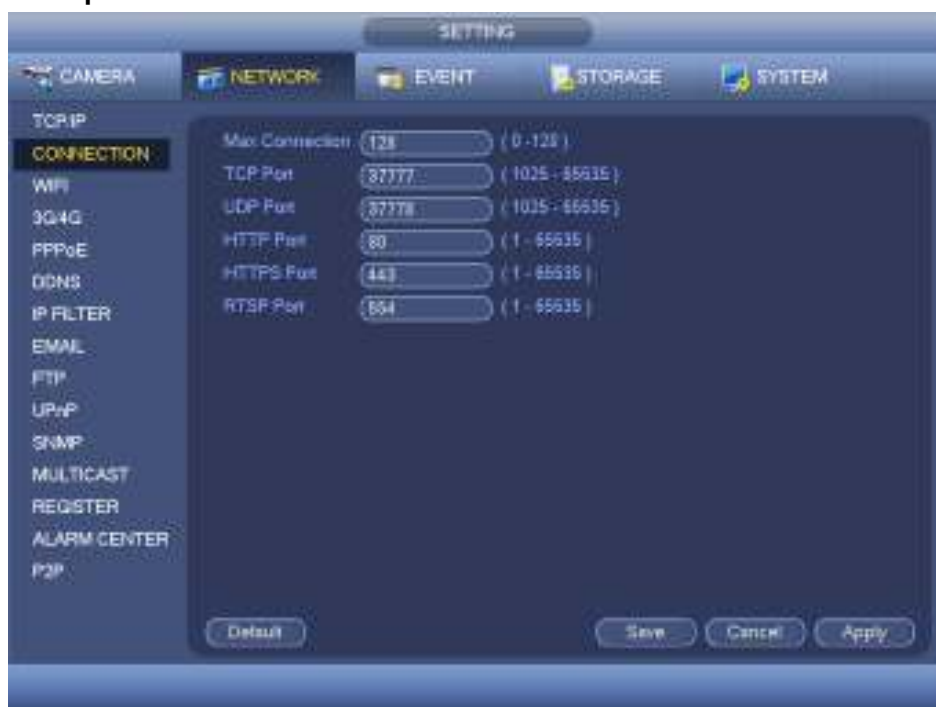 SETTING
CAMERA NETWORK EVENT STORAGE SYSTEM
TCP/IP
CONNECTION
WIFI
3G/4G
PPPoE
DDNS
IP FILTER
EMAIL
FTP
UPnP
SNMP
MULTICAST
REGISTER
ALARM CENTER
P2P
Max Connection 128 ( 0 -128 )
TCP Port 37777 ( 1025 - 65535 )
UDP Port 37778 ( 1025 - 65535 )
HTTP Port 80 ( 1 - 65535 )
HTTPS Port 443 ( 1 - 65535 )
RTSP Port 554 ( 1 - 65535 )
Default Save Cancel Apply